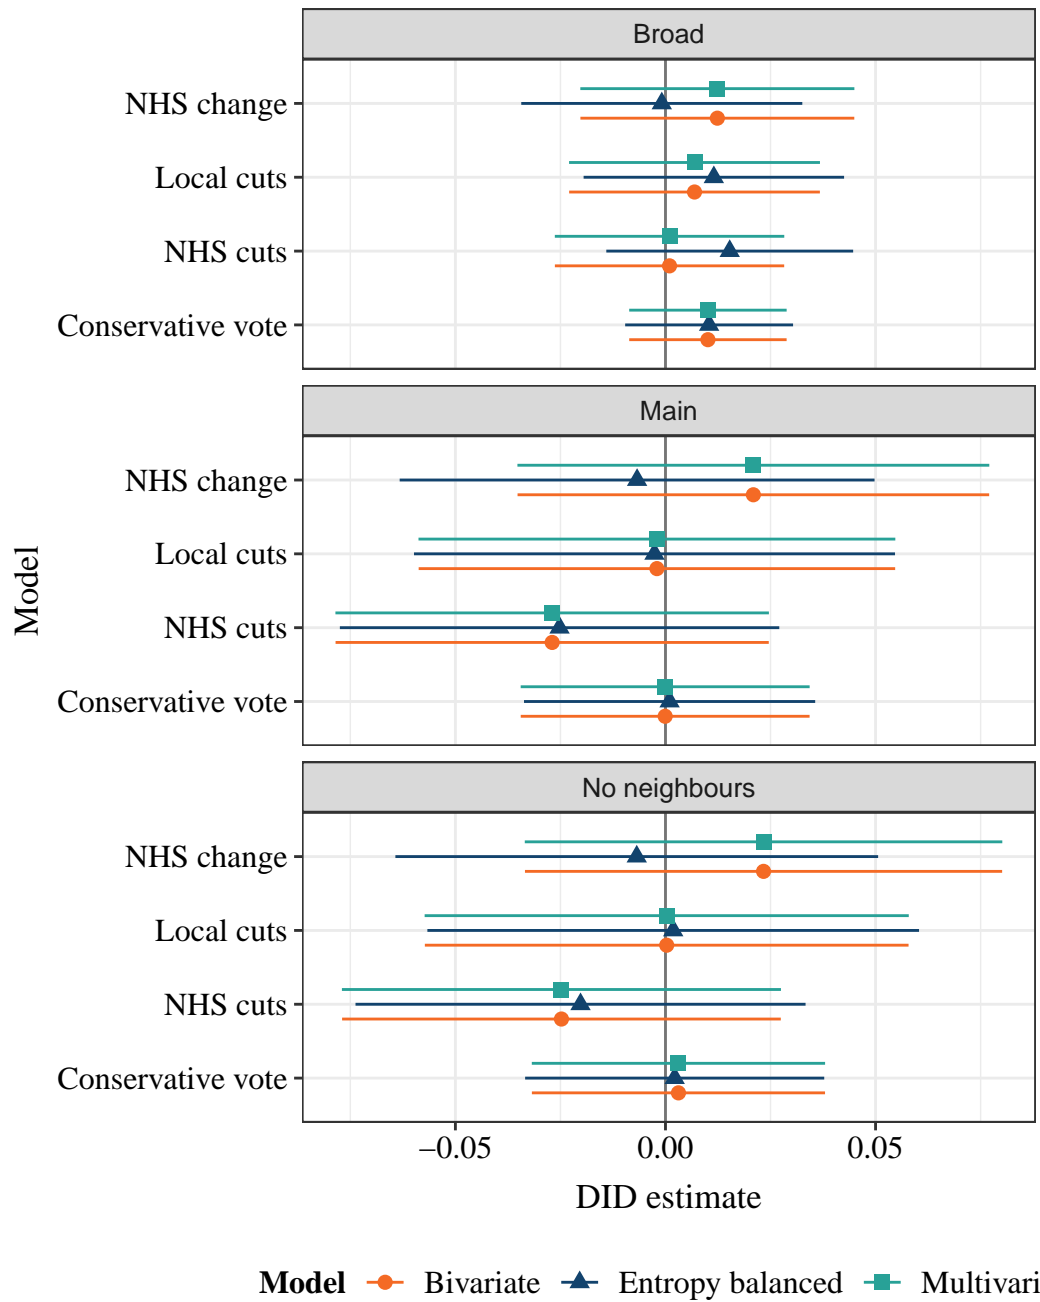 Broad
NHS change
Local cuts
NHS cuts
Conservative vote
Main
NHS change
Local cuts
NHS cuts
Conservative vote
Model
No neighbours
NHS change
Local cuts
NHS cuts
Conservative vote
−0.05 0.00 0.05
DID estimate
Model Bivariate Entropy balanced Multivari